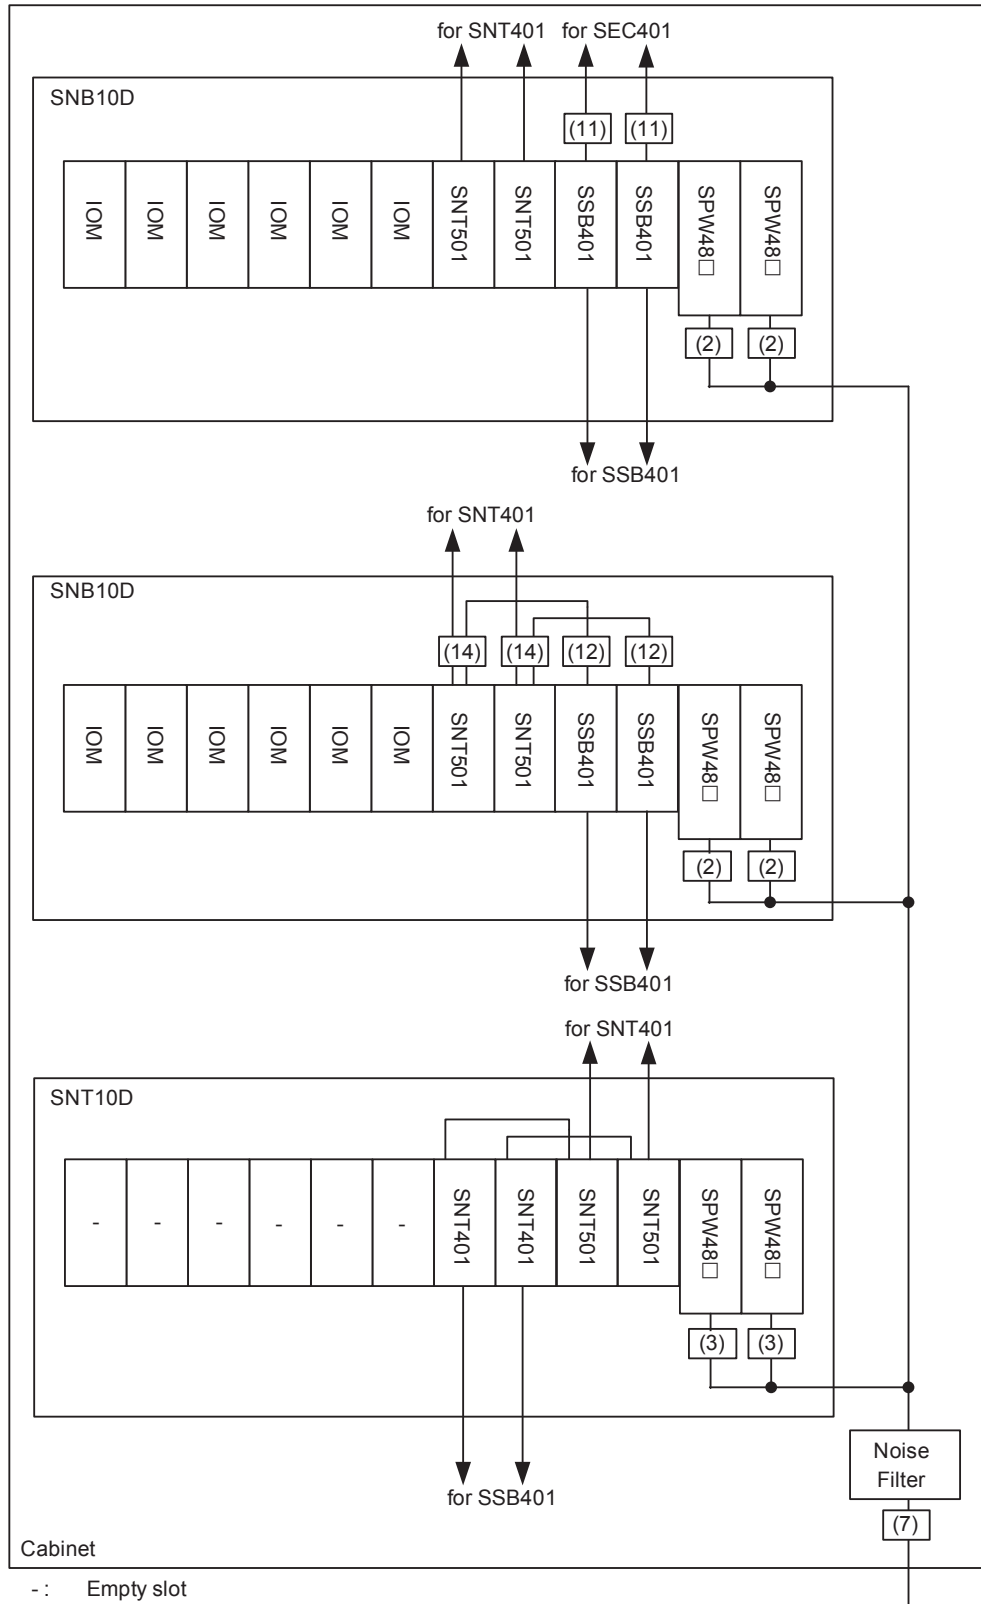 for SNT401 for SEC401
SNB10D
(11) (11)
IOM IOM IOM IOM IOM IOM SNT501 SNT501 SSB401 SSB401 SPW48□ SPW48□
(2) (2)
for SSB401
for SNT401
SNB10D
(14) (14) (12) (12)
IOM IOM IOM IOM IOM IOM SNT501 SNT501 SSB401 SSB401 SPW48□ SPW48□
(2) (2)
for SSB401
for SNT401
SNT10D
- - - - - - SNT401 SNT401 SNT501 SNT501 SPW48□ SPW48□
(3) (3)
Noise
Filter
for SSB401
(7)
Cabinet
- : Empty slot